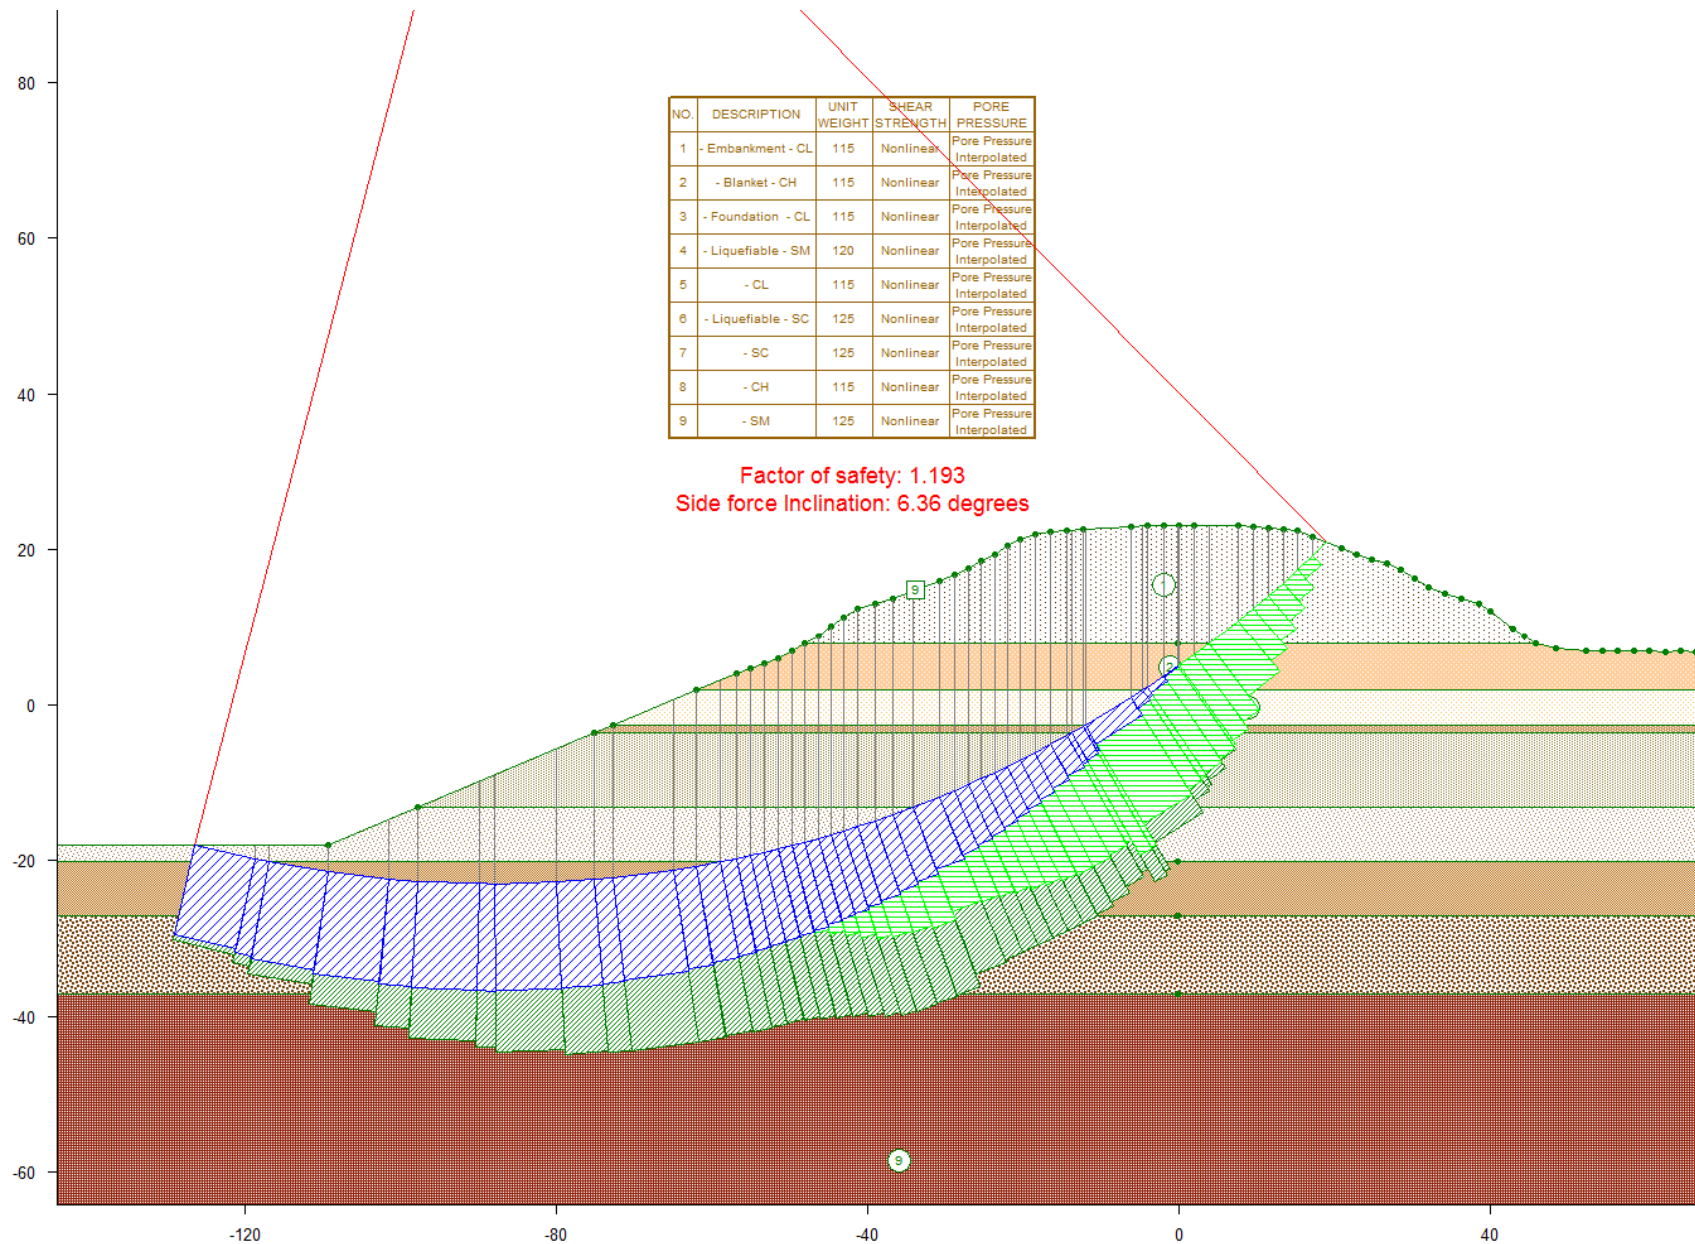 80
60
40
20
0
-20
-40
-60
-120
-80
-40
0
40
NO. DESCRIPTION UNIT WEIGHT SHEAR STRENGTH PORE PRESSURE
1 - Embankment - CL 115 Nonlinear Pore Pressure Interpolated
2 - Blanket - CH 115 Nonlinear Pore Pressure Interpolated
3 - Foundation - CL 115 Nonlinear Pore Pressure Interpolated
4 - Liquefiable - SM 120 Nonlinear Pore Pressure Interpolated
5 - CL 115 Nonlinear Pore Pressure Interpolated
6 - Liquefiable - SC 125 Nonlinear Pore Pressure Interpolated
7 - SC 125 Nonlinear Pore Pressure Interpolated
8 - CH 115 Nonlinear Pore Pressure Interpolated
9 - SM 125 Nonlinear Pore Pressure Interpolated
Factor of safety: 1.193
Side force Inclination: 6.36 degrees
9
1
2
9